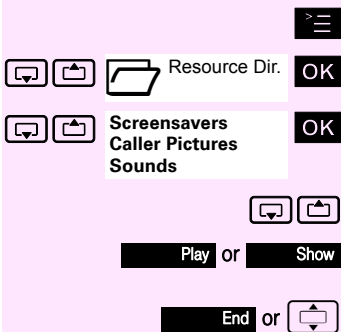 Resource Dir. OK
Screensavers OK
Caller Pictures
Sounds
Play or Show
End or